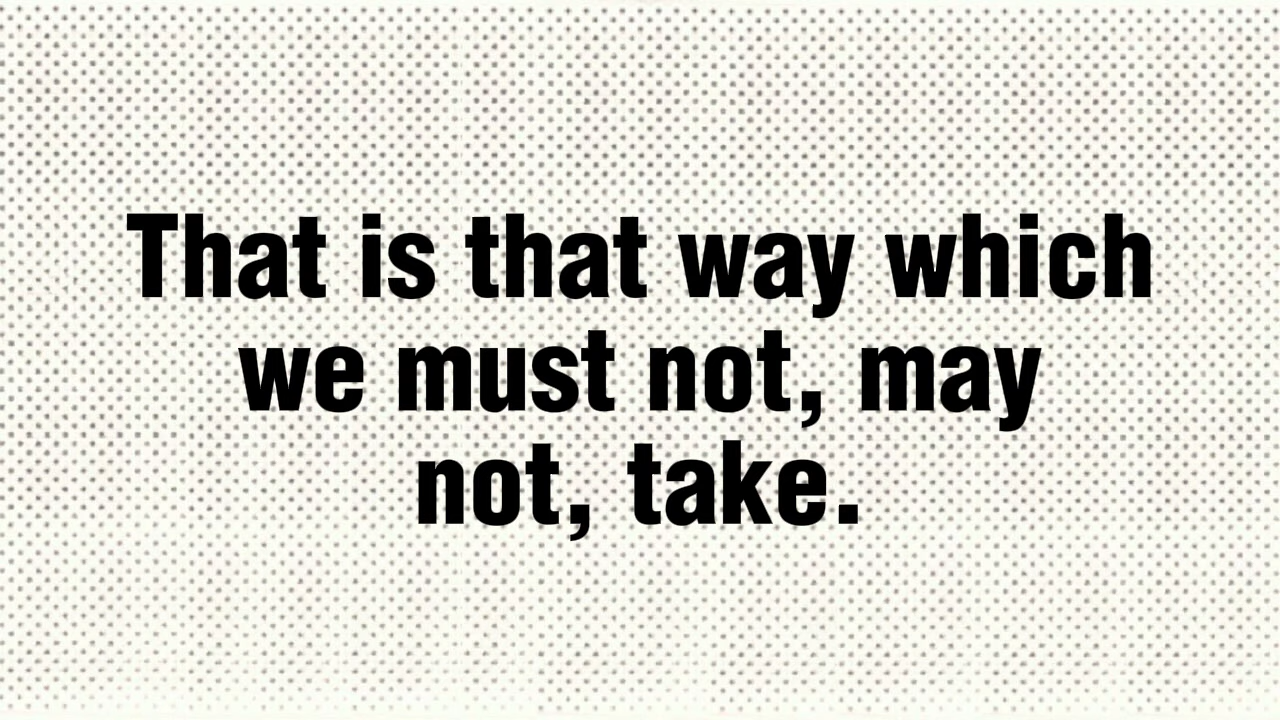 That is that way which
we must not, may
not, take.